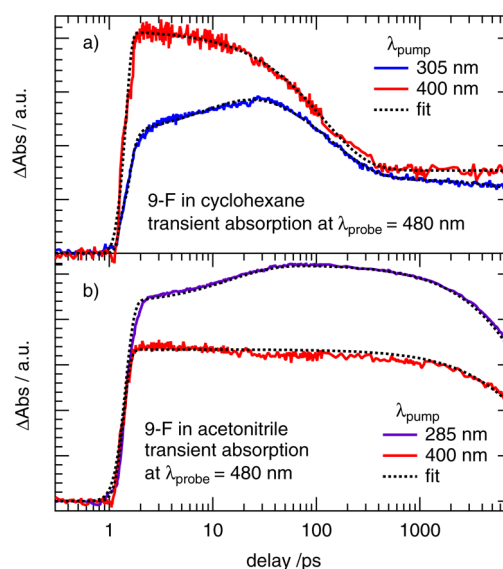 a)
λpump
305 nm
400 nm
fit
9-F in cyclohexane
transient absorption at λprobe = 480 nm
ΔAbs / a.u.
b)
λpump
285 nm
400 nm
fit
9-F in acetonitrile
transient absorption
at λprobe = 480 nm
ΔAbs / a.u.
1 10 100 1000
delay /ps